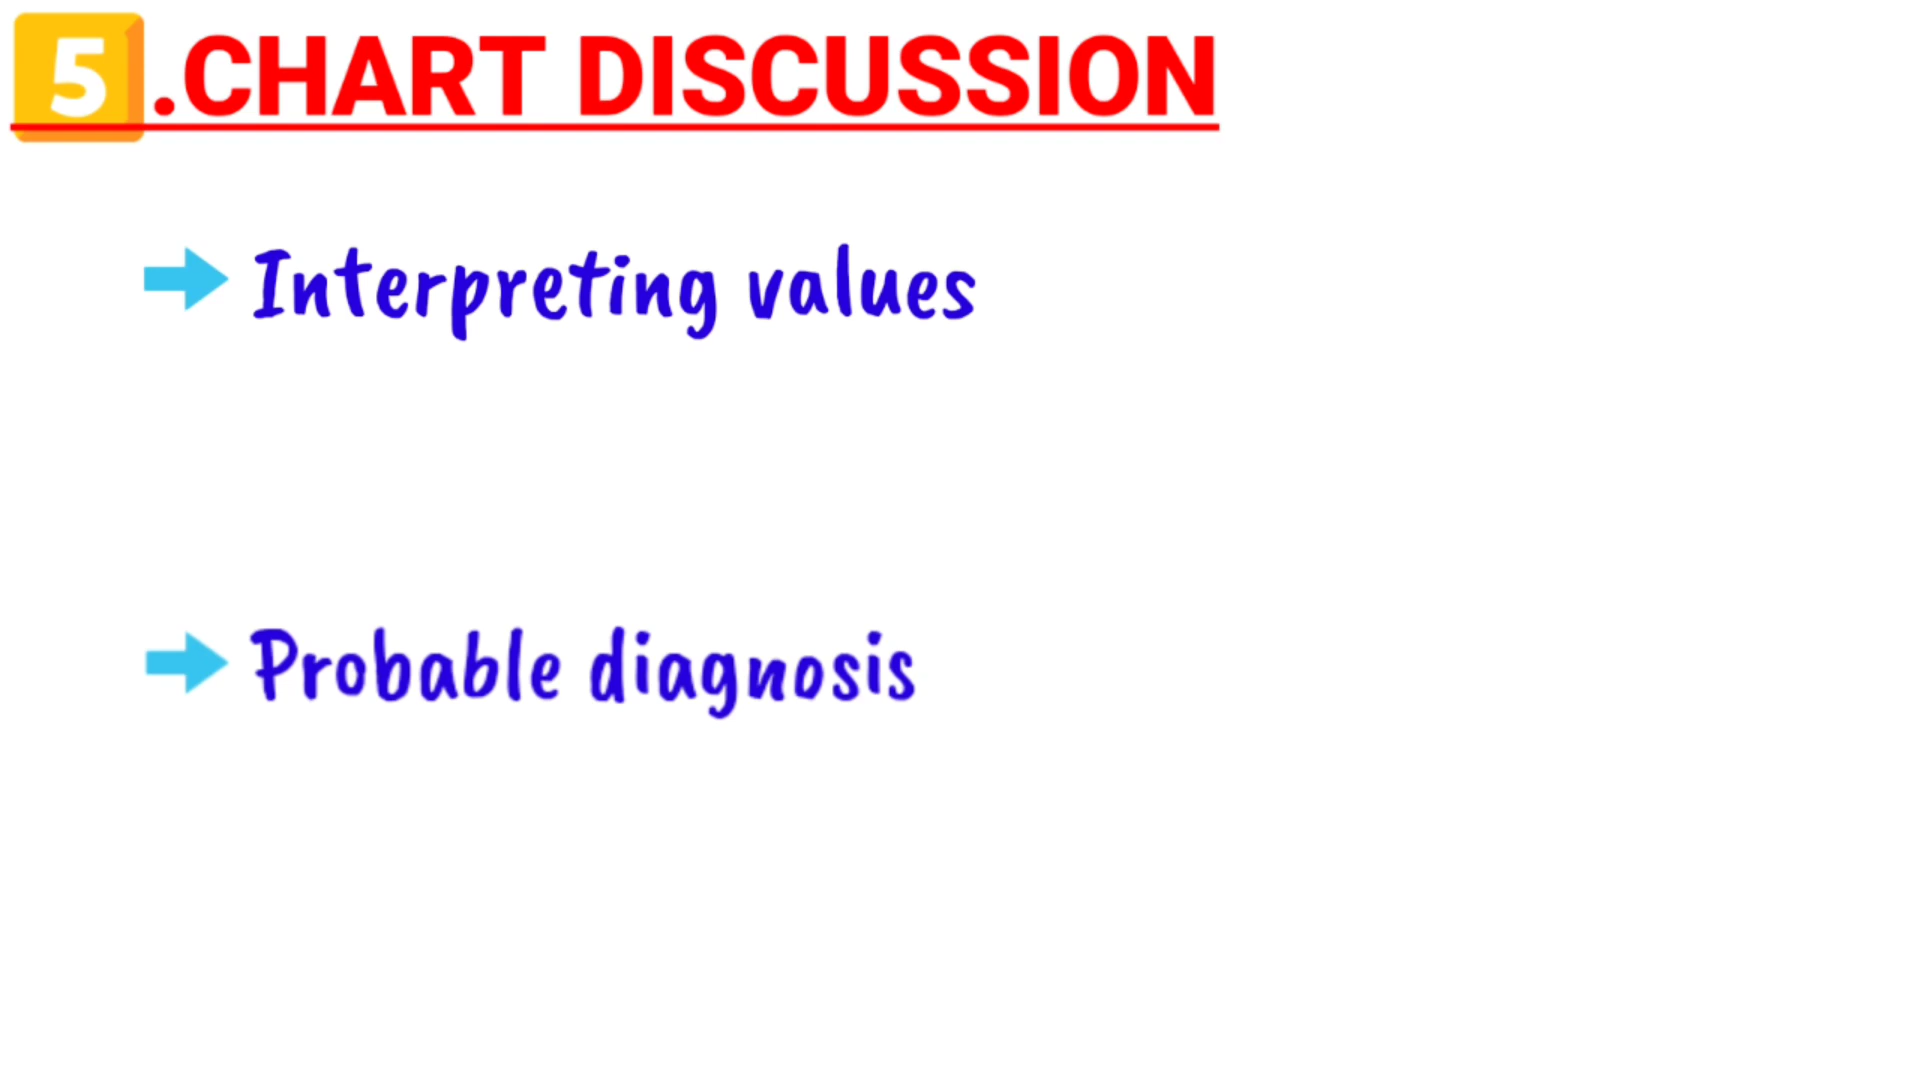 5.CHART DISCUSSION
Interpreting values
Probable diagnosis